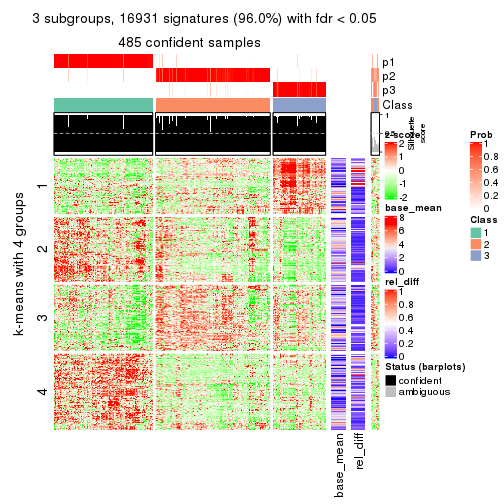 3 subgroups, 16931 signatures (96.0%) with fdr < 0.05
485 confident samples
p1
p2
p3
Class
1
0
Silhouette
score
k-means with 4 groups
1
2
3
4
base_mean
rel_diff
2
1
0
-1
-2
base_mean
8
6
4
2
0
rel_diff
1
0.8
0.6
0.4
0.2
0
Status (barplots)
confident
ambiguous
Prob
1
0.8
0.6
0.4
0.2
0
Class
1
2
3